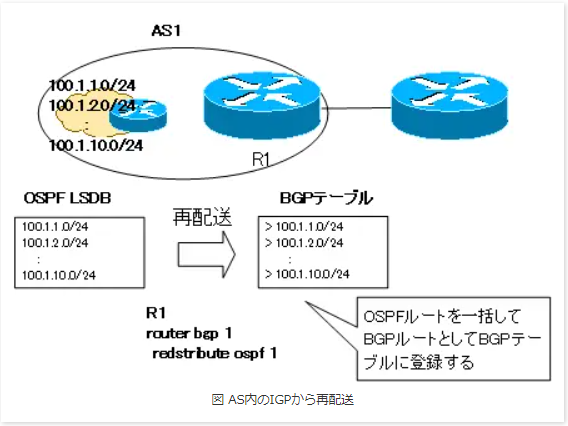 AS1
100.1.1.0/24
100.1.2.0/24
:
100.1.10.0/24
R1
OSPF LSDB
100.1.1.0/24
100.1.2.0/24
:
100.1.10.0/24
再配送
BGPテーブル
> 100.1.1.0/24
> 100.1.2.0/24
:
> 100.1.10.0/24
R1
router bgp 1
redstribute ospf 1
OSPFルートを一括して
BGPルートとしてBGPテー
ブルに登録する
図 AS内のIGPから再配送